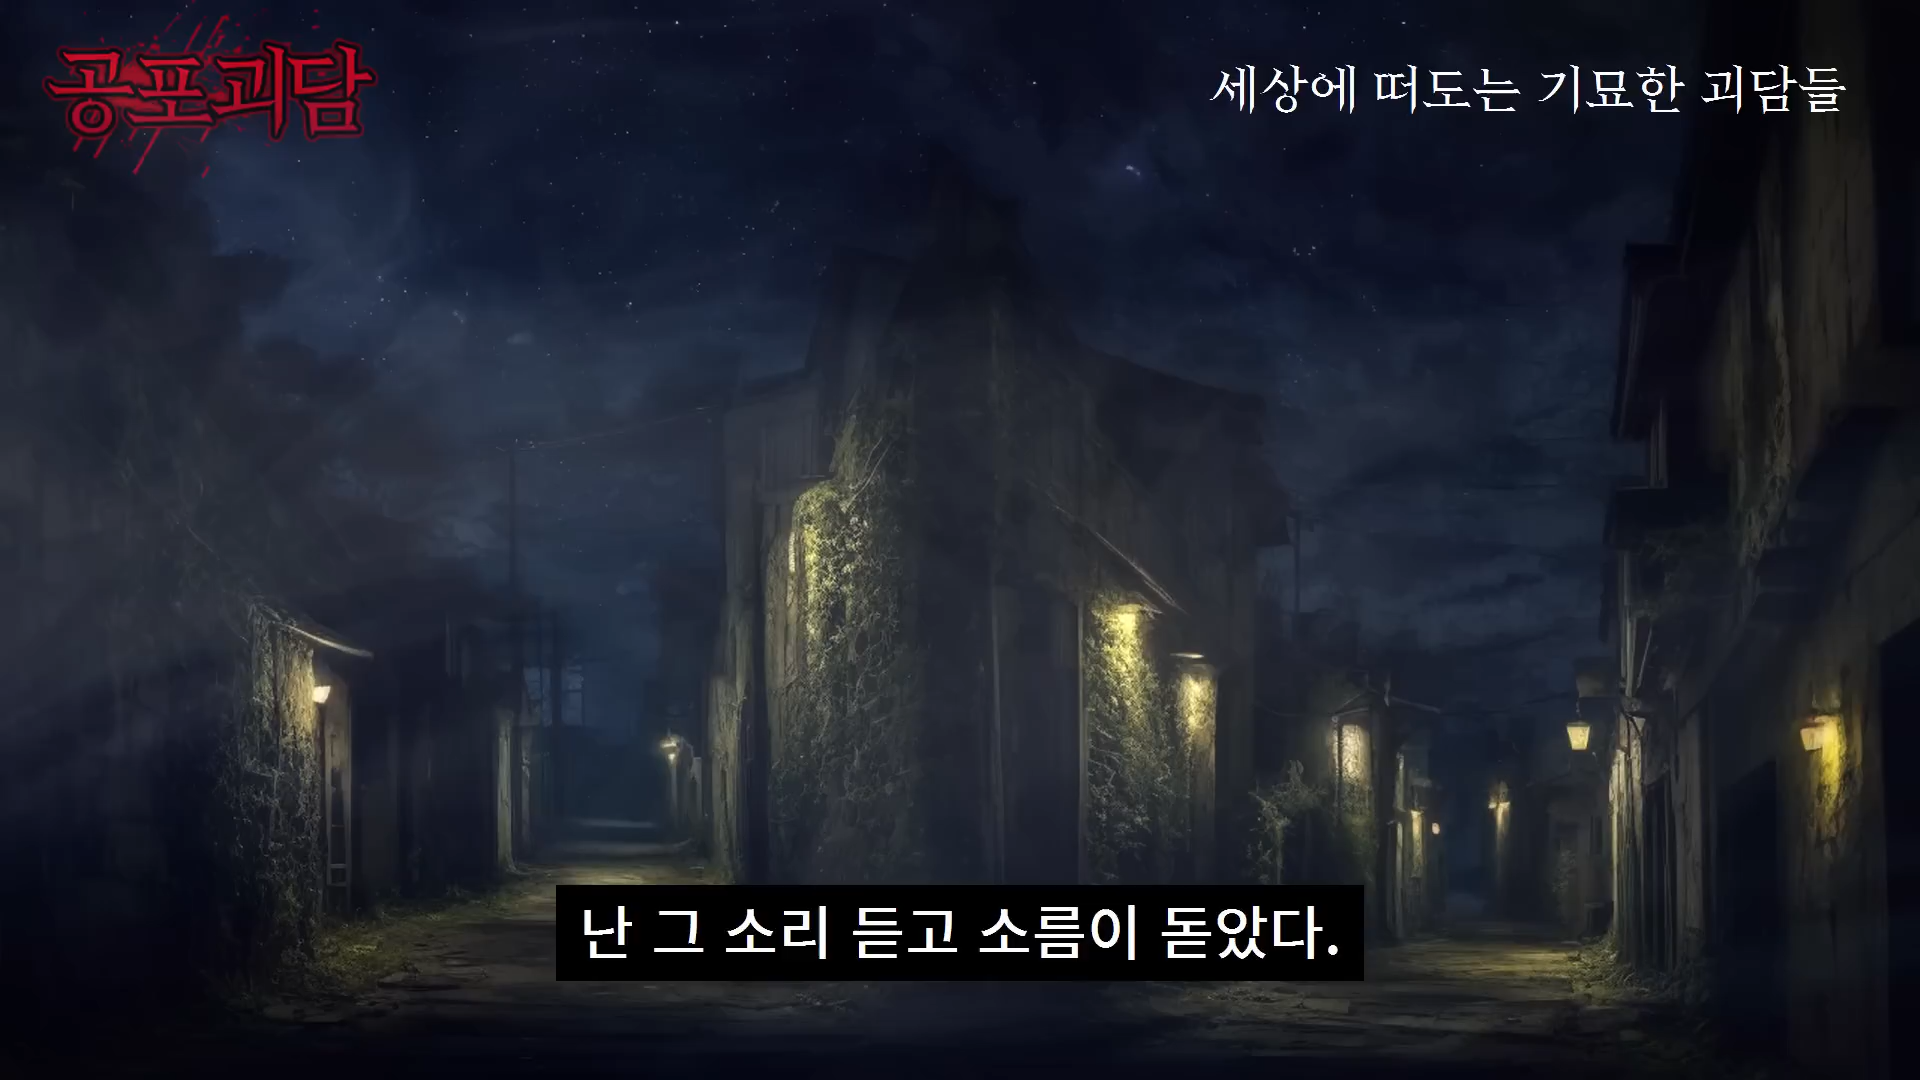 공포괴담
세상에 떠도는 기묘한 괴담들
난 그 소리 듣고 소름이 돋았다.